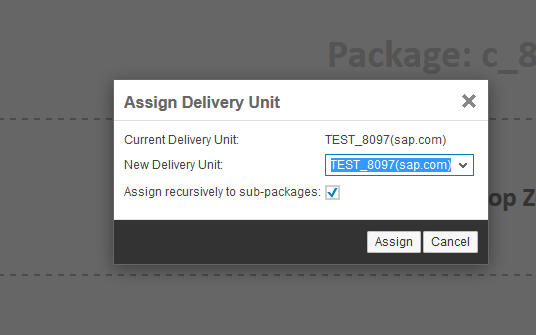 Package: c_8
Assign Delivery Unit
Current Delivery Unit: TEST_8097(sap.com)
New Delivery Unit: TEST_8097(sap.com)
Assign recursively to sub-packages:
op Z
Assign Cancel